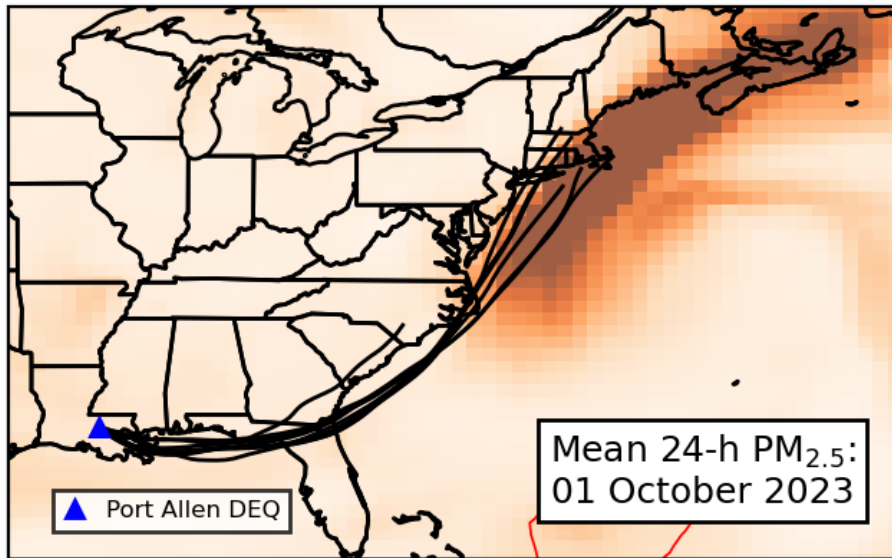 Mean 24-h PM₂.₅:
01 October 2023
Port Allen DEQ